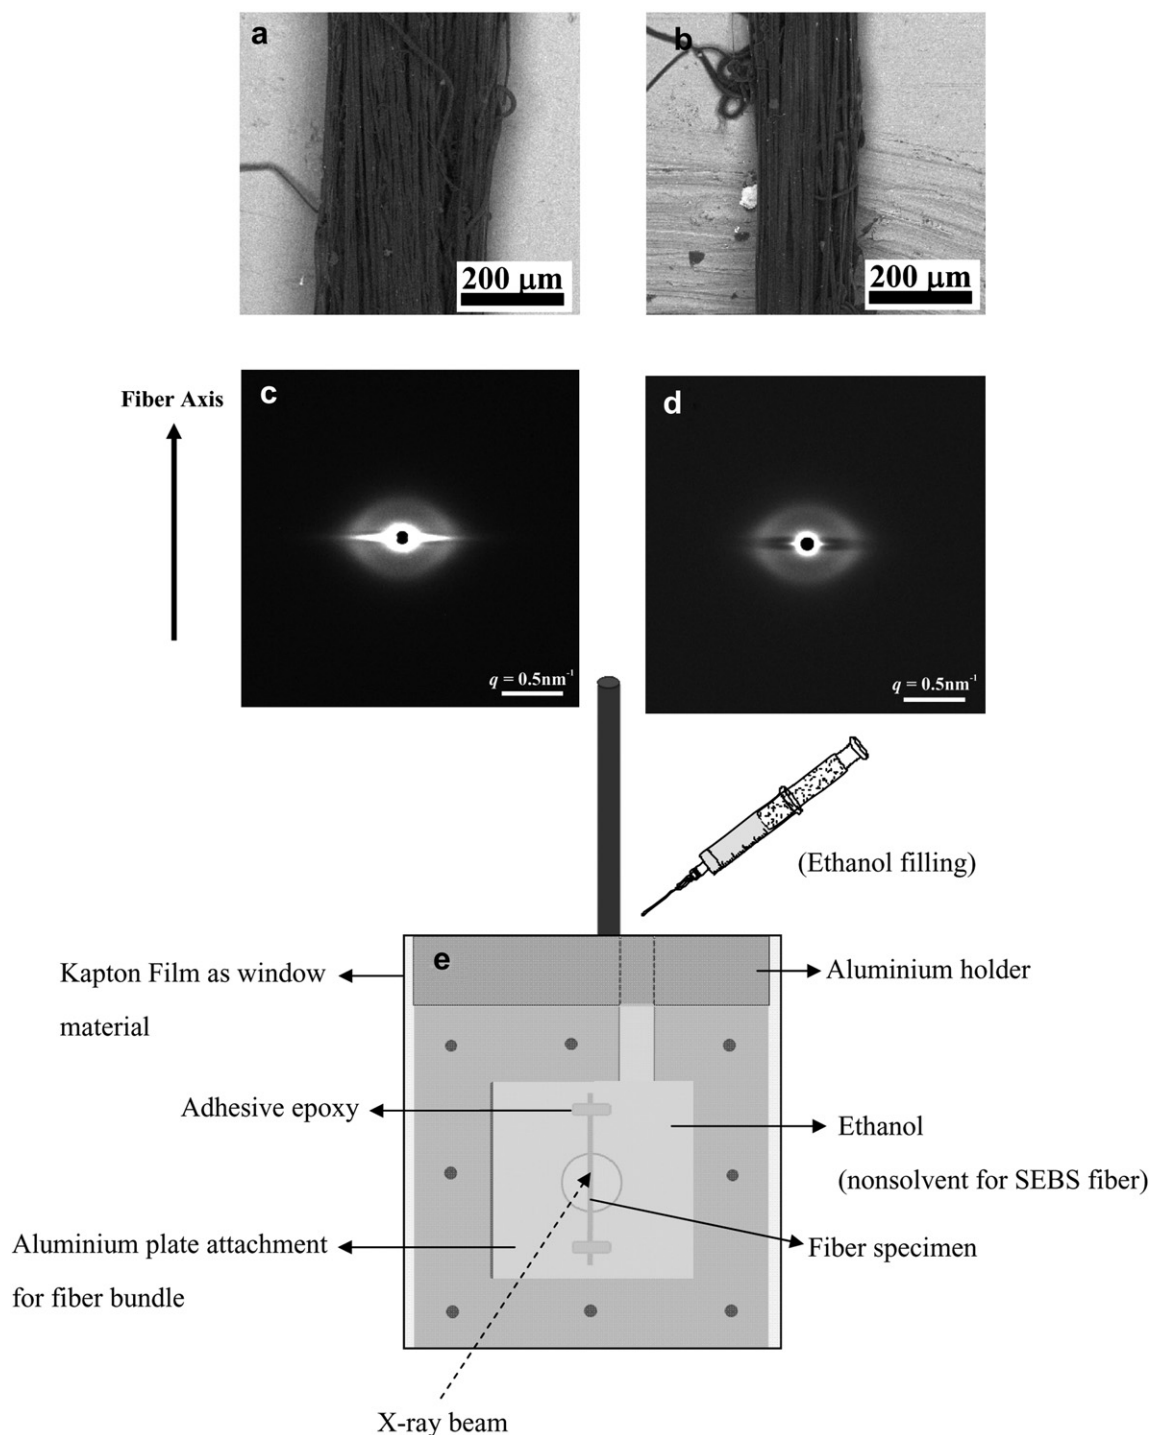 a
b
200 μm
200 μm
Fiber Axis
c
d
q = 0.5nm⁻¹
q = 0.5nm⁻¹
(Ethanol filling)
e
Kapton Film as window
material
Aluminium holder
Adhesive epoxy
Ethanol
(nonsolvent for SEBS fiber)
Aluminium plate attachment
for fiber bundle
Fiber specimen
X-ray beam